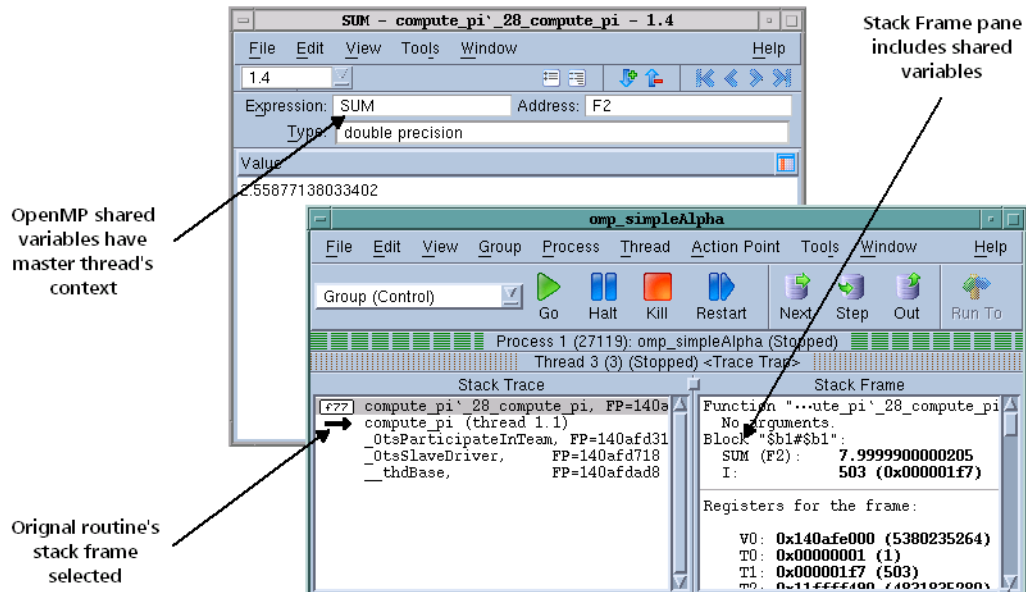 SUM - compute_pi`_28_compute_pi - 1.4
File Edit View Tools Window Help
1.4
Expression: SUM Address: F2
Type: double precision
Value
2.55877138033402
Stack Frame pane
includes shared
variables
OpenMP shared
variables have
master thread's
context
omp_simpleAlpha
File Edit View Group Process Thread Action Point Tools Window Help
Group (Control)
Go Halt Kill Restart Next Step Out Run To
Process 1 (27119): omp_simpleAlpha (Stopped)
Thread 3 (3) (Stopped) <Trace Trap>
Stack Trace
f77 compute_pi`_28_compute_pi, FP=140a
compute_pi (thread 1.1)
_OtsParticipateInTeam, FP=140afd31
_OtsSlaveDriver, FP=140afd718
__thdBase, FP=140afdad8
Stack Frame
Function "…ute_pi`_28_compute_pi
No arguments.
Block "$b1#$b1":
SUM (F2): 7.9999900000205
I: 503 (0x000001f7)
Registers for the frame:
V0: 0x140afe000 (5380235264)
T0: 0x00000001 (1)
T1: 0x000001f7 (503)
T2: 0x11ffff490 (4831835280)
Orignal routine's
stack frame
selected